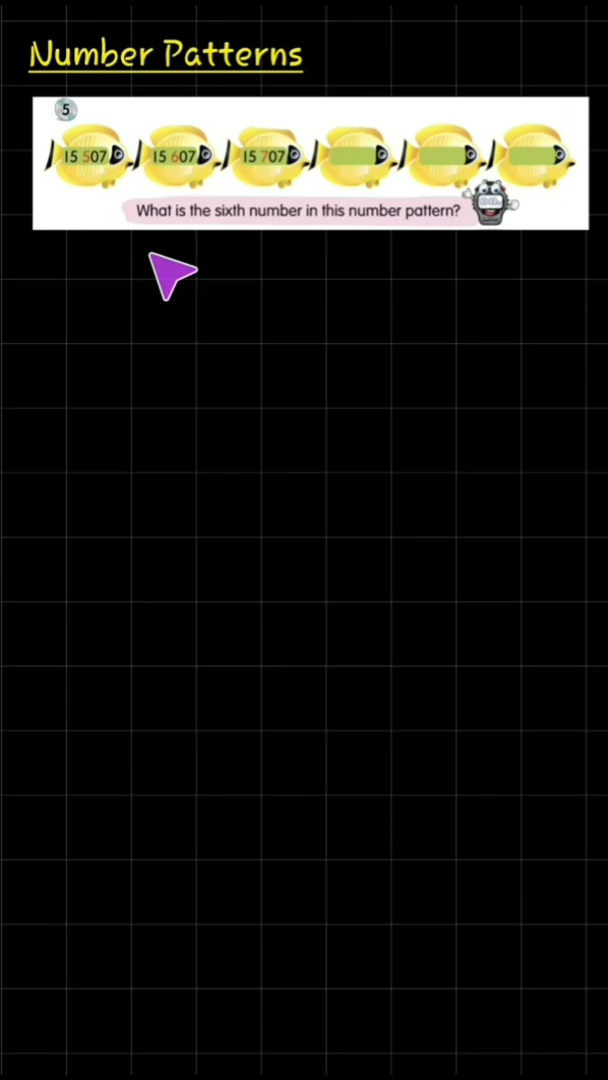 Number Patterns
5
15 507 15 607 15 707
What is the sixth number in this number pattern?